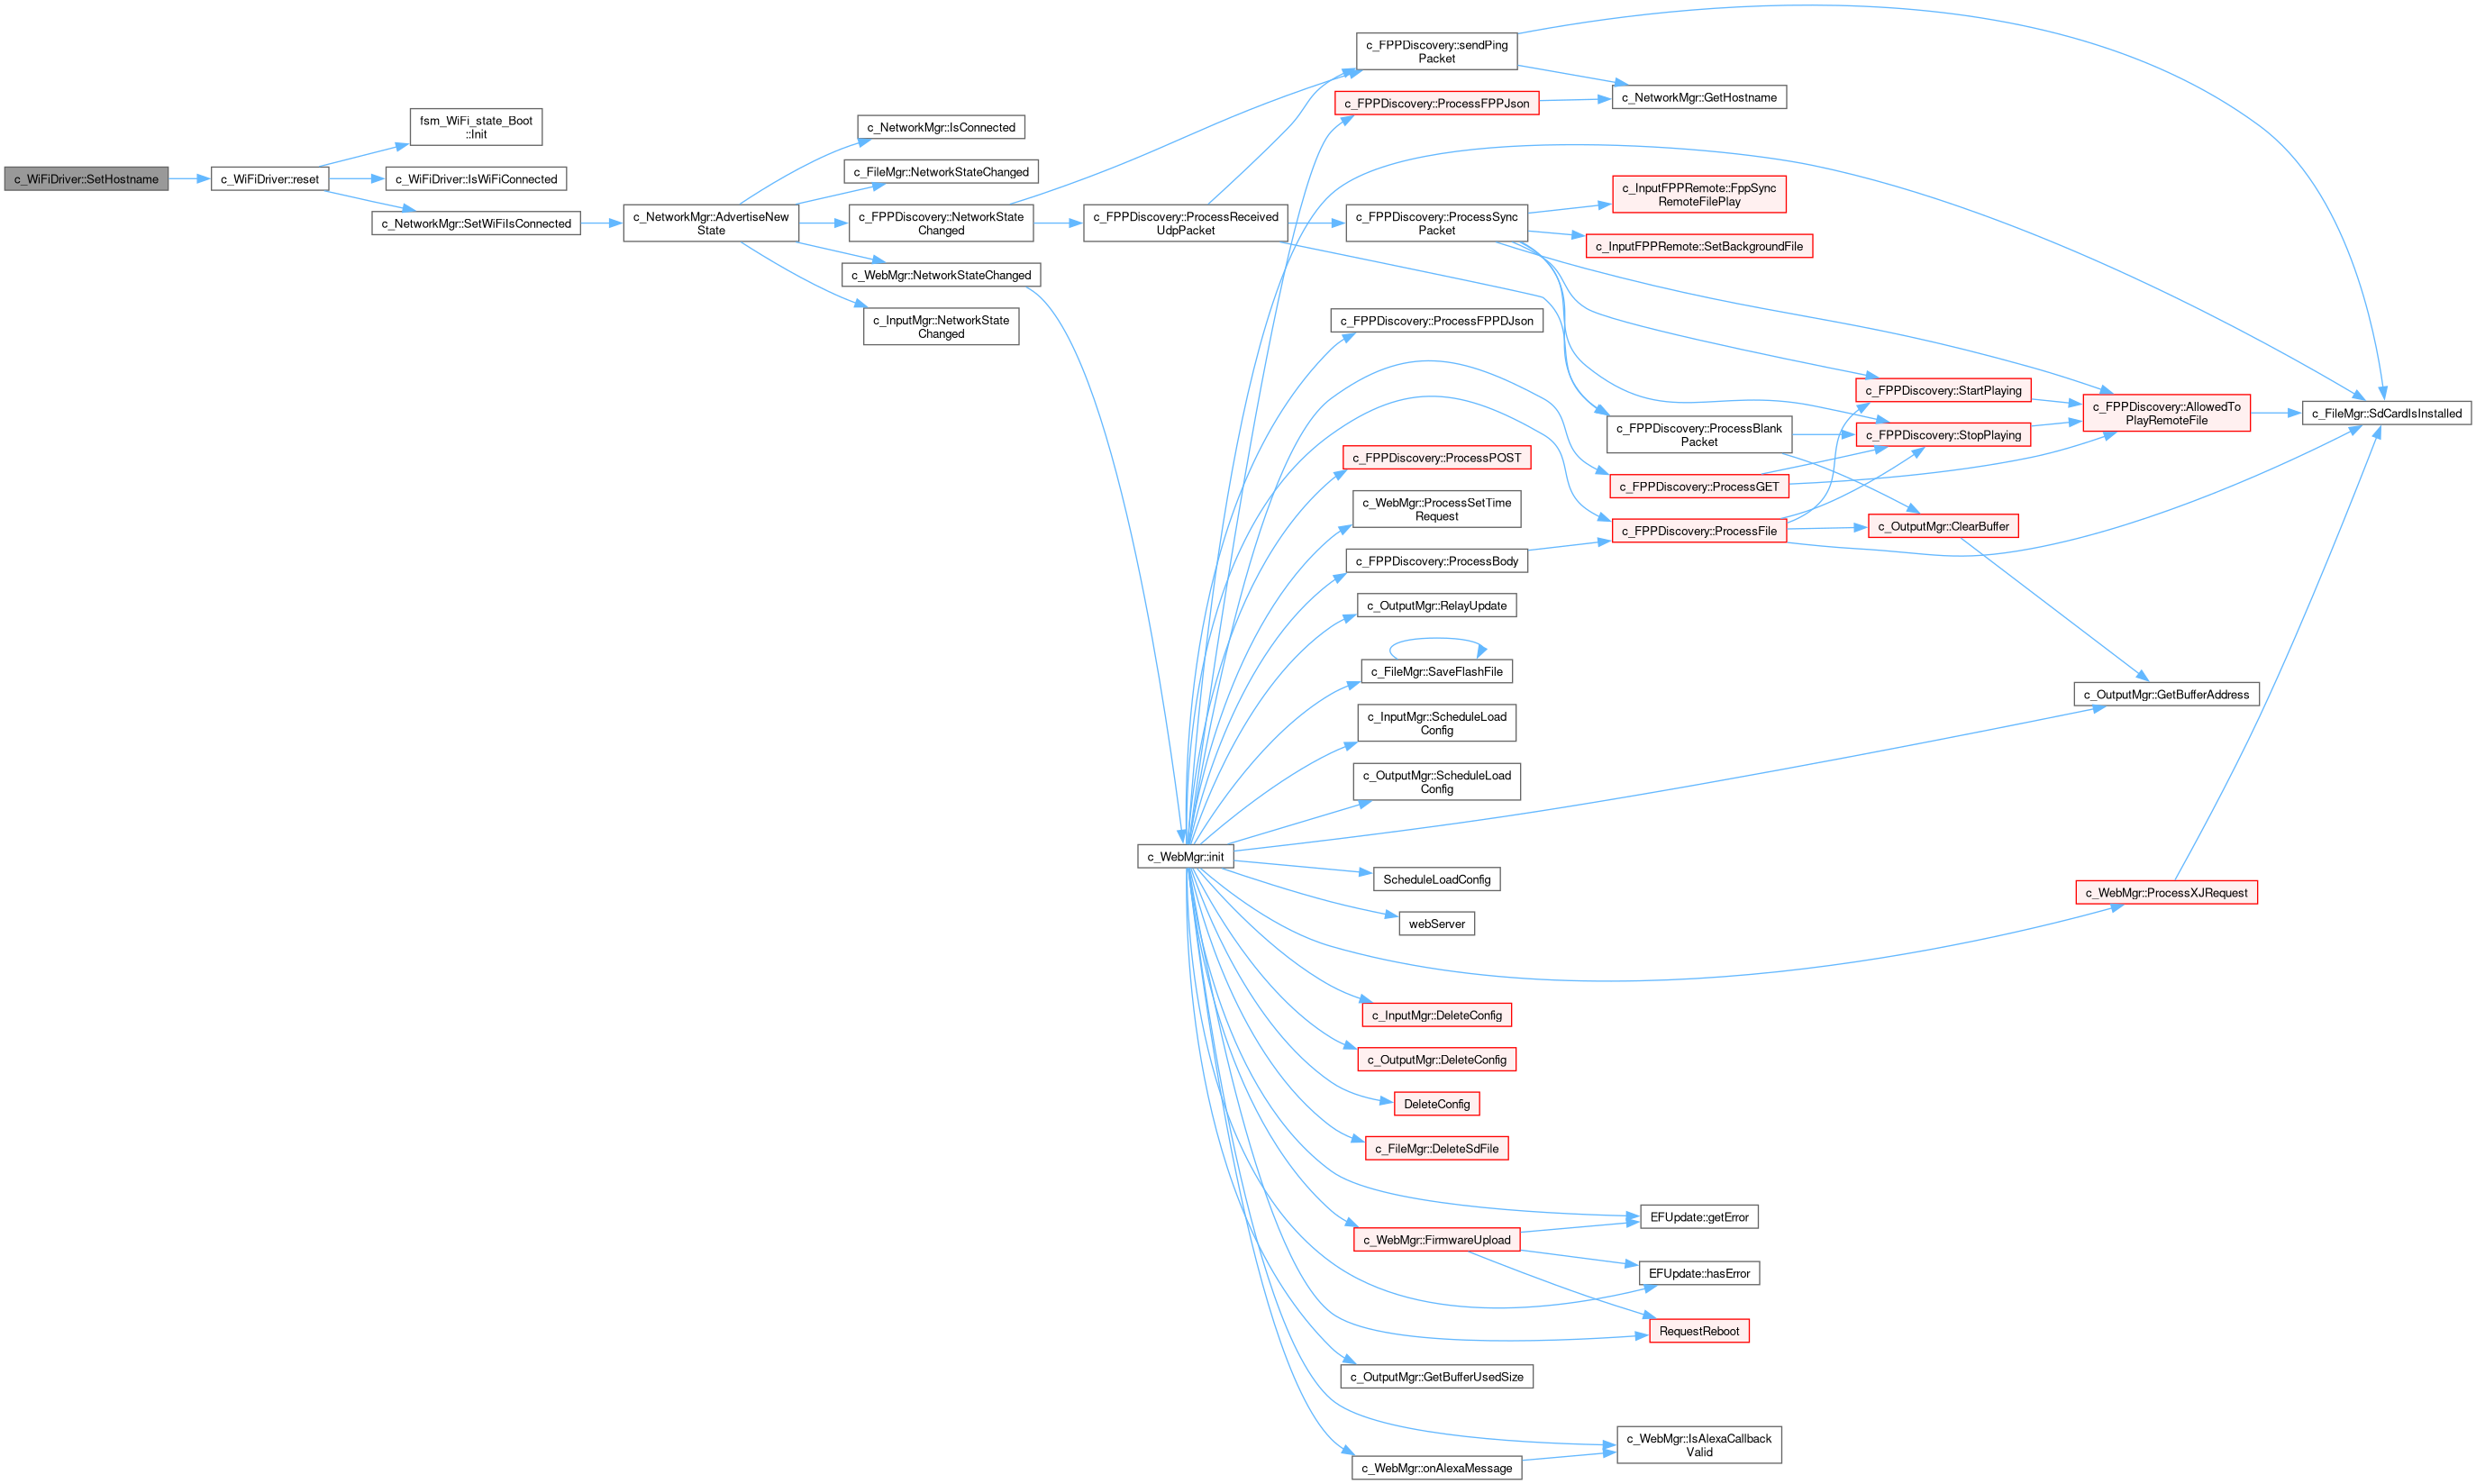 c_WiFiDriver::SetHostname
c_WiFiDriver::reset
fsm_WiFi_state_Boot
::Init
c_WiFiDriver::IsWiFiConnected
c_NetworkMgr::SetWiFiIsConnected
c_NetworkMgr::AdvertiseNew
State
c_NetworkMgr::IsConnected
c_FileMgr::NetworkStateChanged
c_FPPDiscovery::NetworkState
Changed
c_WebMgr::NetworkStateChanged
c_InputMgr::NetworkState
Changed
c_FPPDiscovery::ProcessReceived
UdpPacket
c_WebMgr::init
c_FPPDiscovery::sendPing
Packet
c_FPPDiscovery::ProcessFPPJson
c_FPPDiscovery::ProcessSync
Packet
c_FPPDiscovery::ProcessFPPDJson
c_FPPDiscovery::ProcessPOST
c_WebMgr::ProcessSetTime
Request
c_FPPDiscovery::ProcessBody
c_OutputMgr::RelayUpdate
c_FileMgr::SaveFlashFile
c_InputMgr::ScheduleLoad
Config
c_OutputMgr::ScheduleLoad
Config
ScheduleLoadConfig
webServer
c_InputMgr::DeleteConfig
c_OutputMgr::DeleteConfig
DeleteConfig
c_FileMgr::DeleteSdFile
c_WebMgr::FirmwareUpload
c_OutputMgr::GetBufferUsedSize
c_WebMgr::onAlexaMessage
c_NetworkMgr::GetHostname
c_InputFPPRemote::FppSync
RemoteFilePlay
c_InputFPPRemote::SetBackgroundFile
c_FPPDiscovery::ProcessBlank
Packet
c_FPPDiscovery::ProcessGET
c_FPPDiscovery::ProcessFile
EFUpdate::getError
EFUpdate::hasError
RequestReboot
c_WebMgr::IsAlexaCallback
Valid
c_FPPDiscovery::StartPlaying
c_FPPDiscovery::StopPlaying
c_OutputMgr::ClearBuffer
c_FPPDiscovery::AllowedTo
PlayRemoteFile
c_OutputMgr::GetBufferAddress
c_WebMgr::ProcessXJRequest
c_FileMgr::SdCardIsInstalled